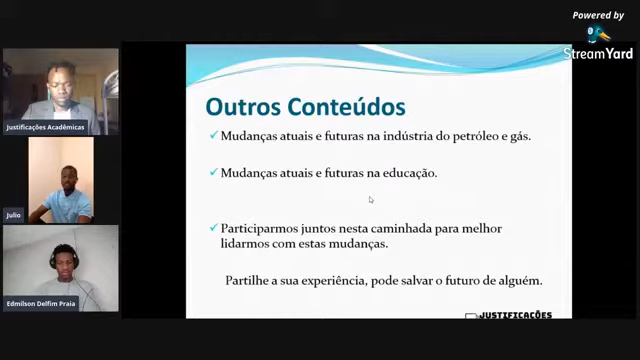 Powered by
StreamYard
Justificações Acadêmicas
Julio
Edmilson Delfim Praia
Outros Conteúdos
Mudanças atuais e futuras na indústria do petróleo e gás.
Mudanças atuais e futuras na educação.
Participarmos juntos nesta caminhada para melhor
lidarmos com estas mudanças.
Partilhe a sua experiência, pode salvar o futuro de alguém.
JUSTIFICAÇÕES